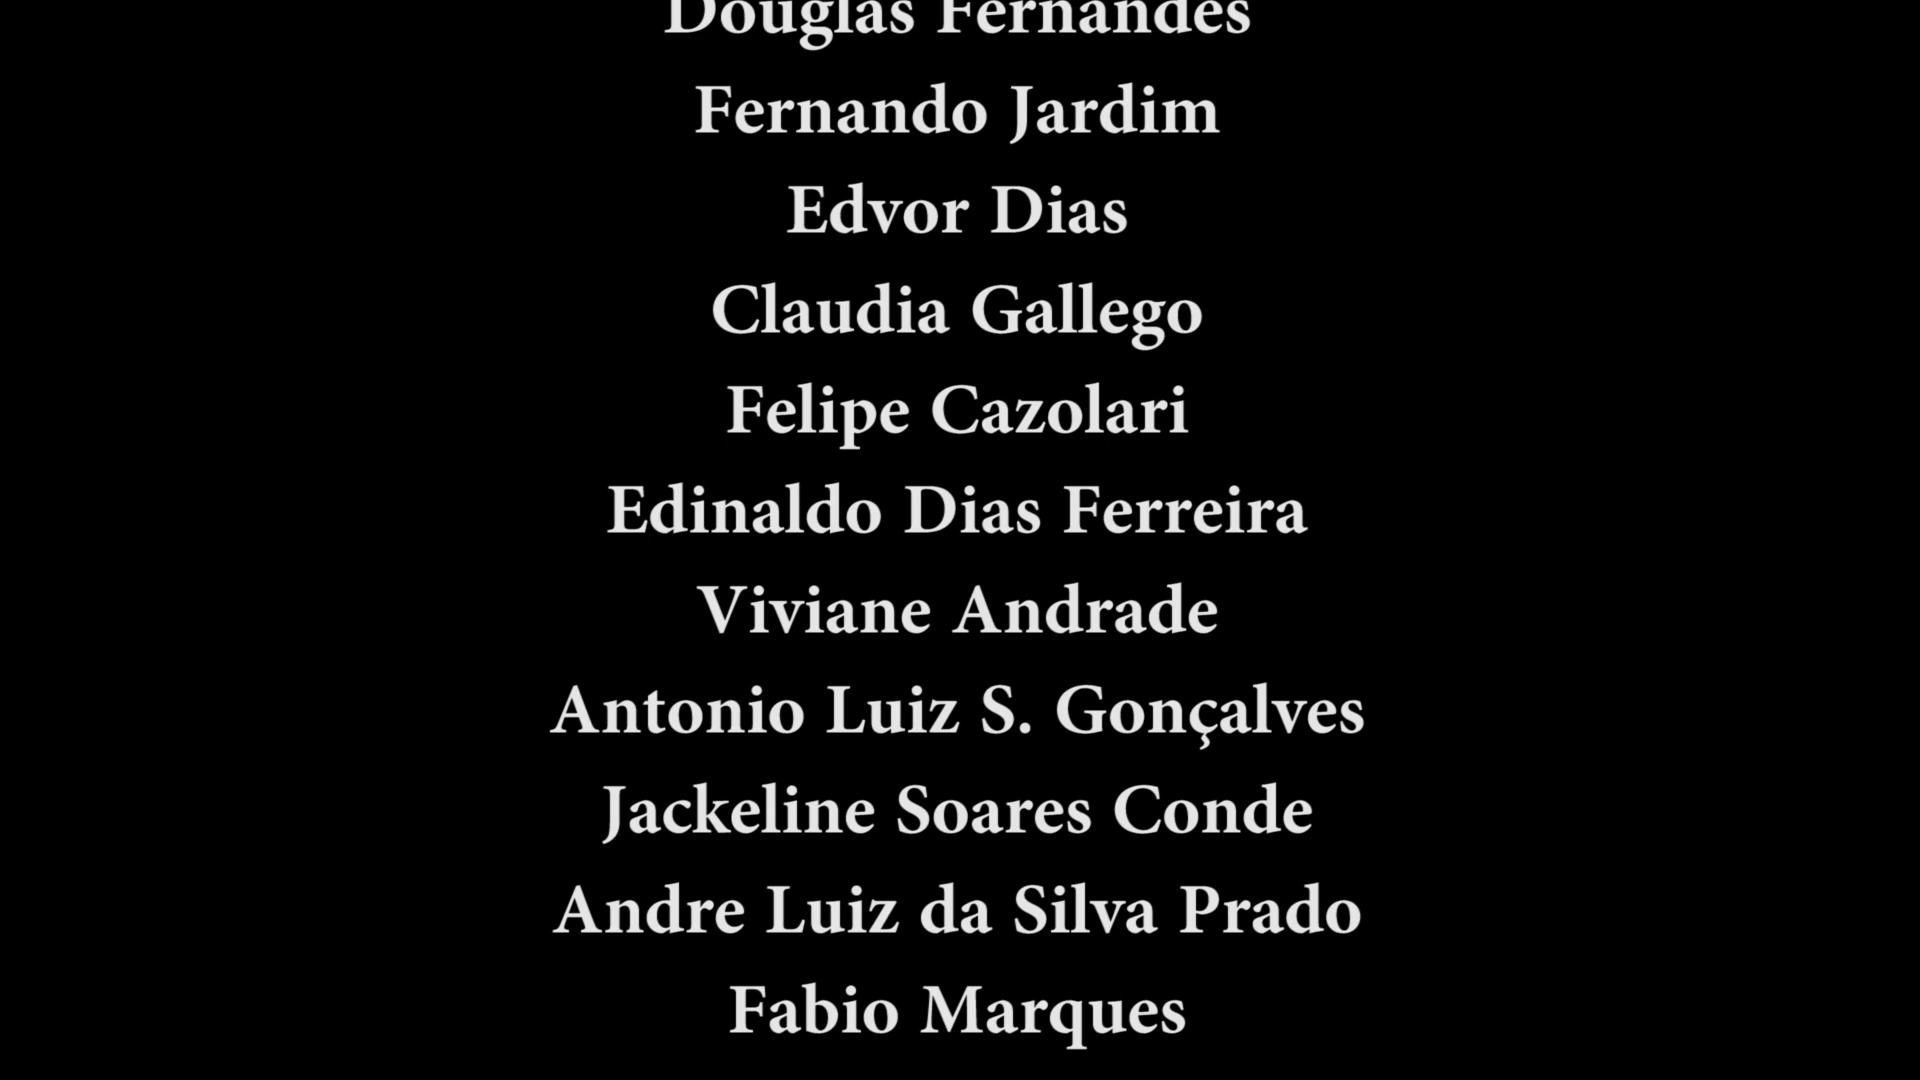 Douglas Fernandes
Fernando Jardim
Edvor Dias
Claudia Gallego
Felipe Cazolari
Edinaldo Dias Ferreira
Viviane Andrade
Antonio Luiz S. Gonçalves
Jackeline Soares Conde
Andre Luiz da Silva Prado
Fabio Marques